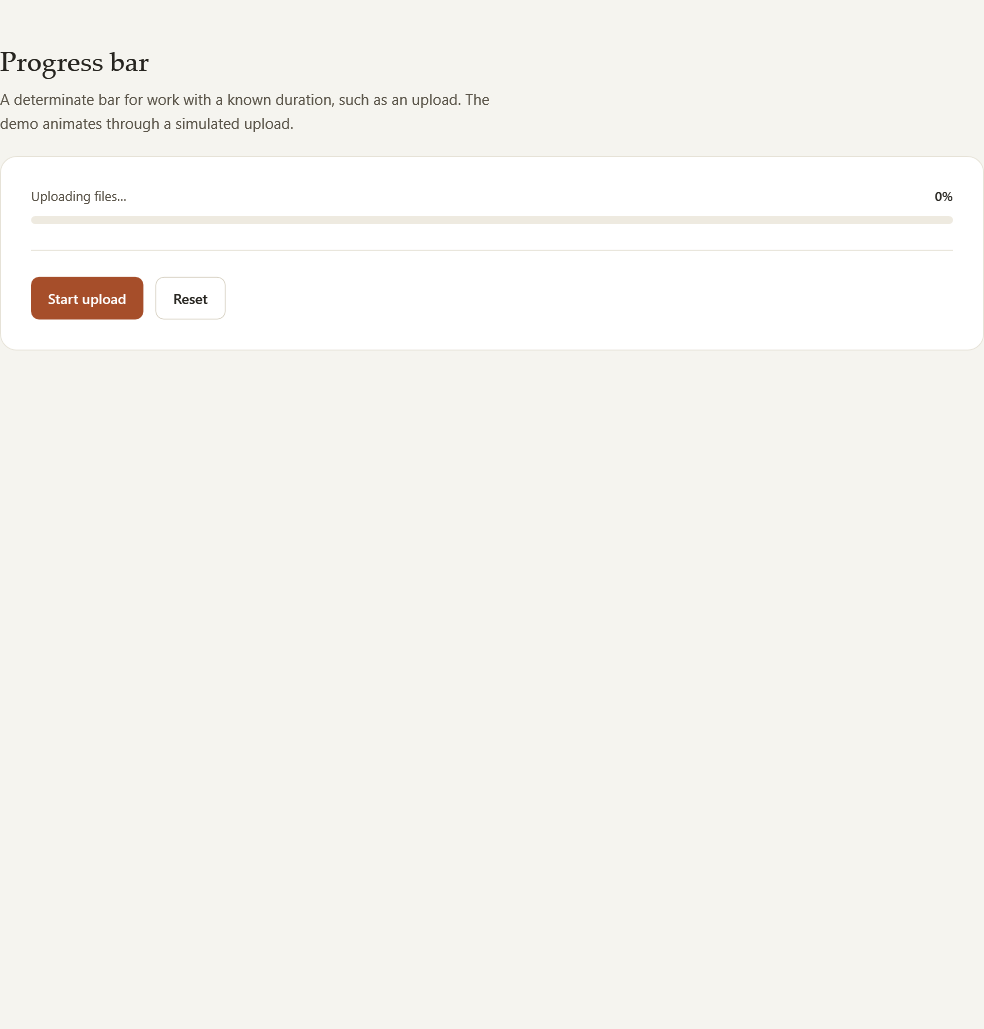 Progress bar
A determinate bar for work with a known duration, such as an upload. The
demo animates through a simulated upload.
Uploading files…
0%
Start upload
Reset